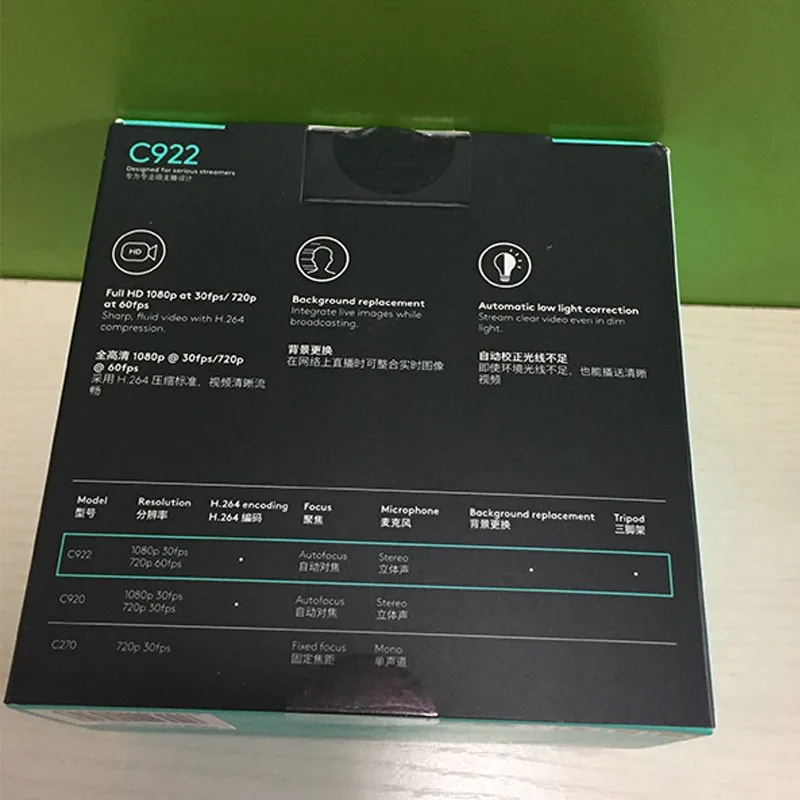 C922
Designed for serious streamers
专为专业级主播设计
HD
Full HD 1080p at 30fps/ 720p
at 60fps
Sharp, fluid video with H.264
compression.
全高清 1080p @ 30fps/720p
@ 60fps
采用 H.264 压缩标准，视频清晰流
畅
Background replacement
Integrate live images while
broadcasting.
背景更换
在网络上直播时可整合实时图像
Automatic low light correction
Stream clear video even in dim
light.
自动校正光线不足
即使环境光线不足，也能播送清晰
视频
Model Resolution H.264 encoding Focus Microphone Background replacement Tripod
型号 分辨率 H.264 编码 聚焦 麦克风 背景更换 三脚架
C922 1080p 30fps • Autofocus Stereo • •
720p 60fps 自动对焦 立体声
C920 1080p 30fps • Autofocus Stereo
720p 30fps 自动对焦 立体声
C270 720p 30fps Fixed focus Mono
固定焦距 单声道